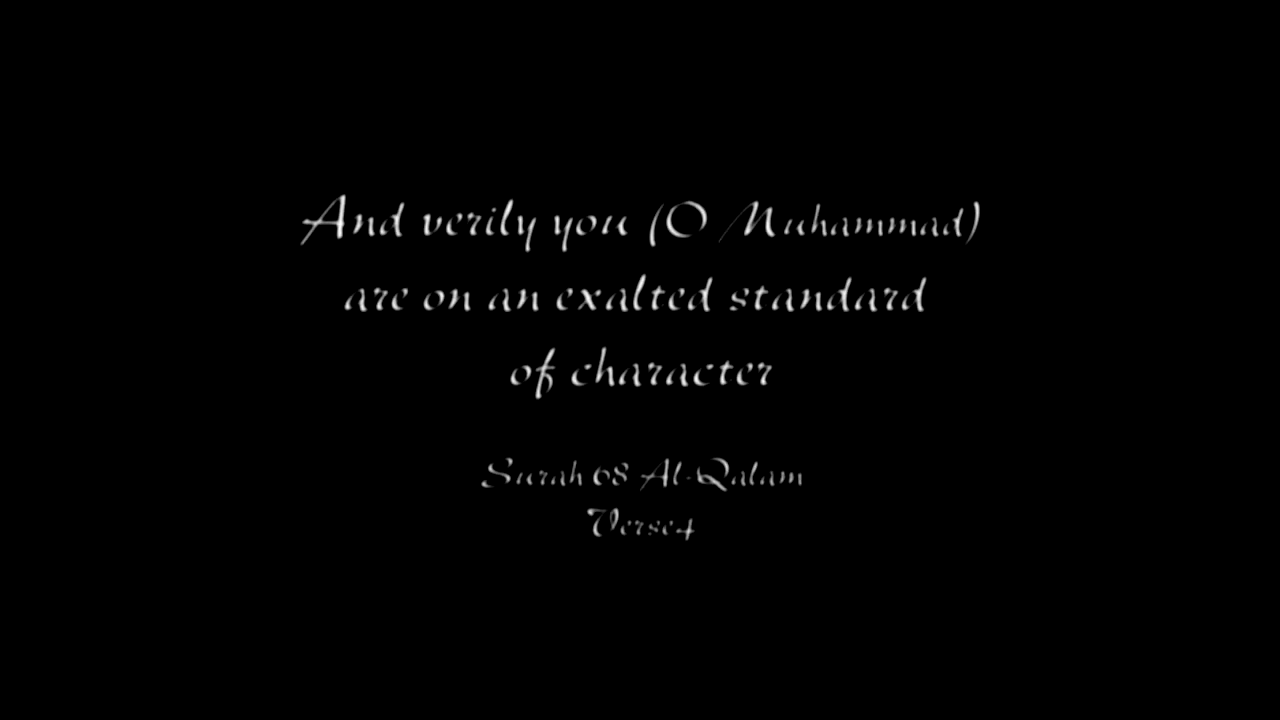 And verily you (O Muhammad)
are on an exalted standard
of character
Surah 68 Al-Qalam
Verse4